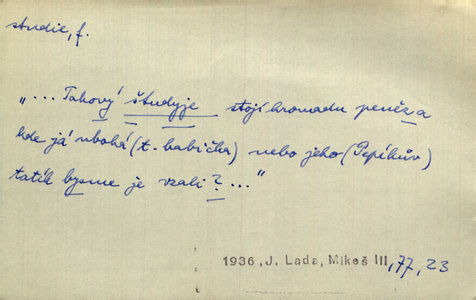 studie, f.
„... Takový študyje stojí hromadu peněz a
kde já ubohá (t. babička) nebo jeho (Pepíkův)
tatík bysme je vzali? ..."
1936, J. Lada, Mikeš III, 77, 23